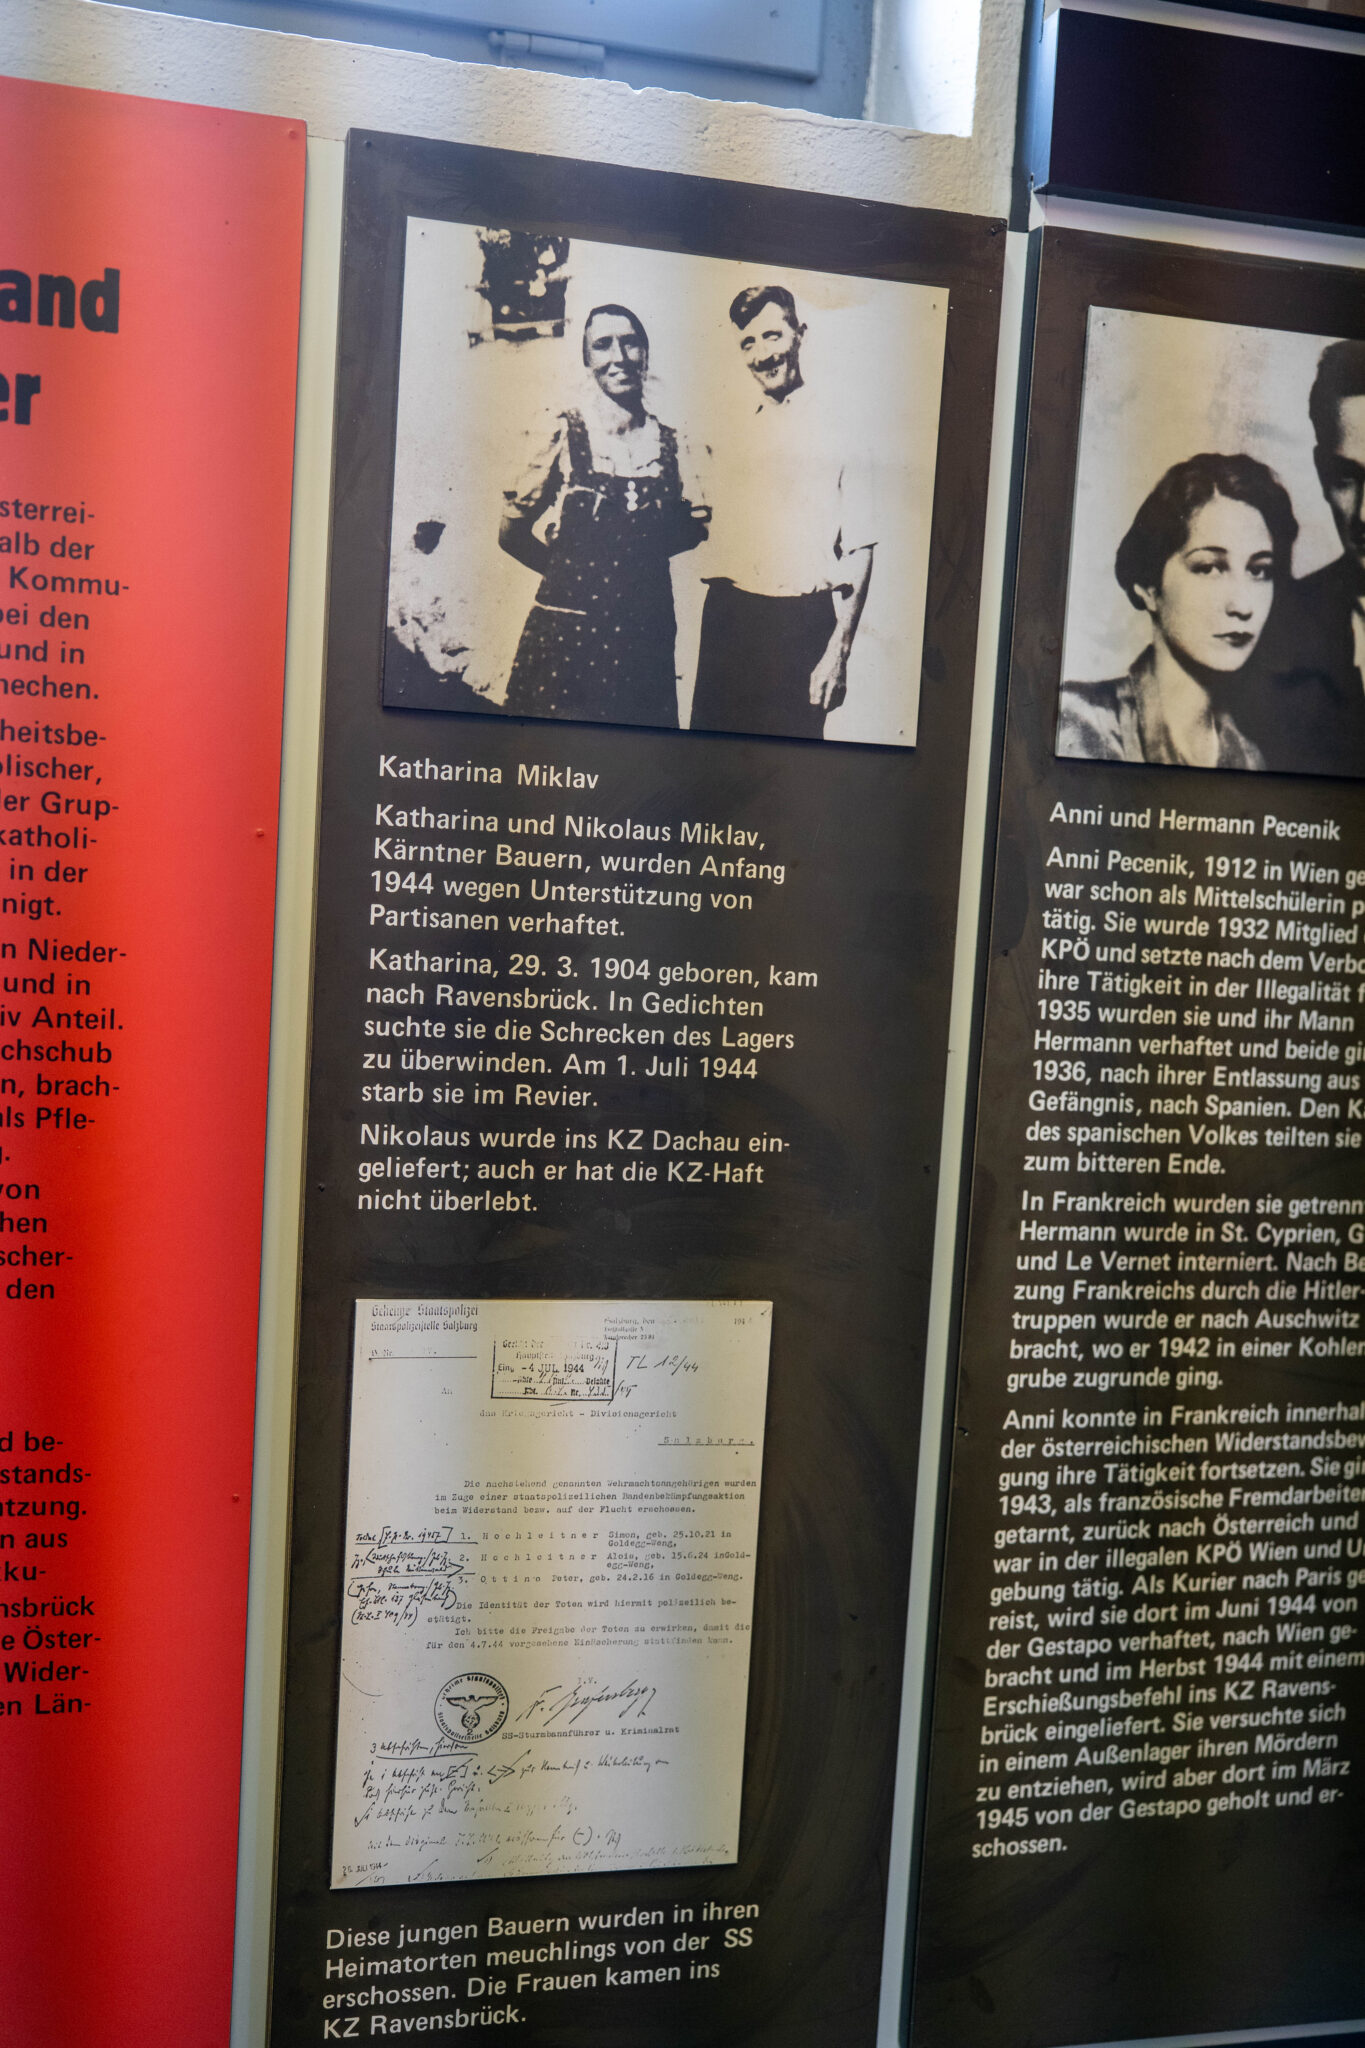 and
er
sterrei-
alb der
Kommu-
bei den
und in
hechen.
heitsbe-
olischer,
ler Grup-
katholi-
in der
nigt.
n Nieder-
und in
iv Anteil.
chschub
n, brach-
als Pfle-
von
hen
scher-
den
d be-
stands-
tzung.
n aus
ku-
nsbrück
e Öster-
Wider-
en Län-
Katharina Miklav
Katharina und Nikolaus Miklav,
Kärntner Bauern, wurden Anfang
1944 wegen Unterstützung von
Partisanen verhaftet.
Katharina, 29. 3. 1904 geboren, kam
nach Ravensbrück. In Gedichten
suchte sie die Schrecken des Lagers
zu überwinden. Am 1. Juli 1944
starb sie im Revier.
Nikolaus wurde ins KZ Dachau ein-
geliefert; auch er hat die KZ-Haft
nicht überlebt.
Geheime Staatspolizei
Staatspolizeistelle Salzburg
Salzburg, den
Eing -4 JUL 1944
TL 12/44
An
das Kriegsgericht - Divisionsgericht
Salzburg.
Die nachstehend genannten Wehrmachtsangehörigen wurden
im Zuge einer staatspolizeilichen Bandenbekämpfungsaktion
beim Widerstand bezw. auf der Flucht erschossen.
1. Hochleitner Simon, geb. 25.10.21 in
Goldegg-Weng,
2. Hochleitner Alois, geb. 15.6.24 in Gold-
egg-Weng,
3. Ottino Peter, geb. 24.2.16 in Goldegg-Weng.
Die Identität der Toten wird hiermit polizeilich be-
stätigt.
Ich bitte die Freigabe der Toten zu erwirken, damit die
für den 4.7.44 vorgesehene Einäscherung stattfinden kann.
SS-Sturmbannführer u. Kriminalrat
Diese jungen Bauern wurden in ihren
Heimatorten meuchlings von der SS
erschossen. Die Frauen kamen ins
KZ Ravensbrück.
Anni und Hermann Pecenik
Anni Pecenik, 1912 in Wien ge
war schon als Mittelschülerin p
tätig. Sie wurde 1932 Mitglied
KPÖ und setzte nach dem Verbo
ihre Tätigkeit in der Illegalität f
1935 wurden sie und ihr Mann
Hermann verhaftet und beide gi
1936, nach ihrer Entlassung aus
Gefängnis, nach Spanien. Den K
des spanischen Volkes teilten sie
zum bitteren Ende.
In Frankreich wurden sie getrenn
Hermann wurde in St. Cyprien, G
und Le Vernet interniert. Nach Be
zung Frankreichs durch die Hitler-
truppen wurde er nach Auschwitz
bracht, wo er 1942 in einer Kohlen
grube zugrunde ging.
Anni konnte in Frankreich innerhal
der österreichischen Widerstandsbew
gung ihre Tätigkeit fortsetzen. Sie gi
1943, als französische Fremdarbeiter
getarnt, zurück nach Österreich und
war in der illegalen KPÖ Wien und U
gebung tätig. Als Kurier nach Paris ge
reist, wird sie dort im Juni 1944 von
der Gestapo verhaftet, nach Wien ge-
bracht und im Herbst 1944 mit einem
Erschießungsbefehl ins KZ Ravens-
brück eingeliefert. Sie versuchte sich
in einem Außenlager ihren Mördern
zu entziehen, wird aber dort im März
1945 von der Gestapo geholt und er-
schossen.